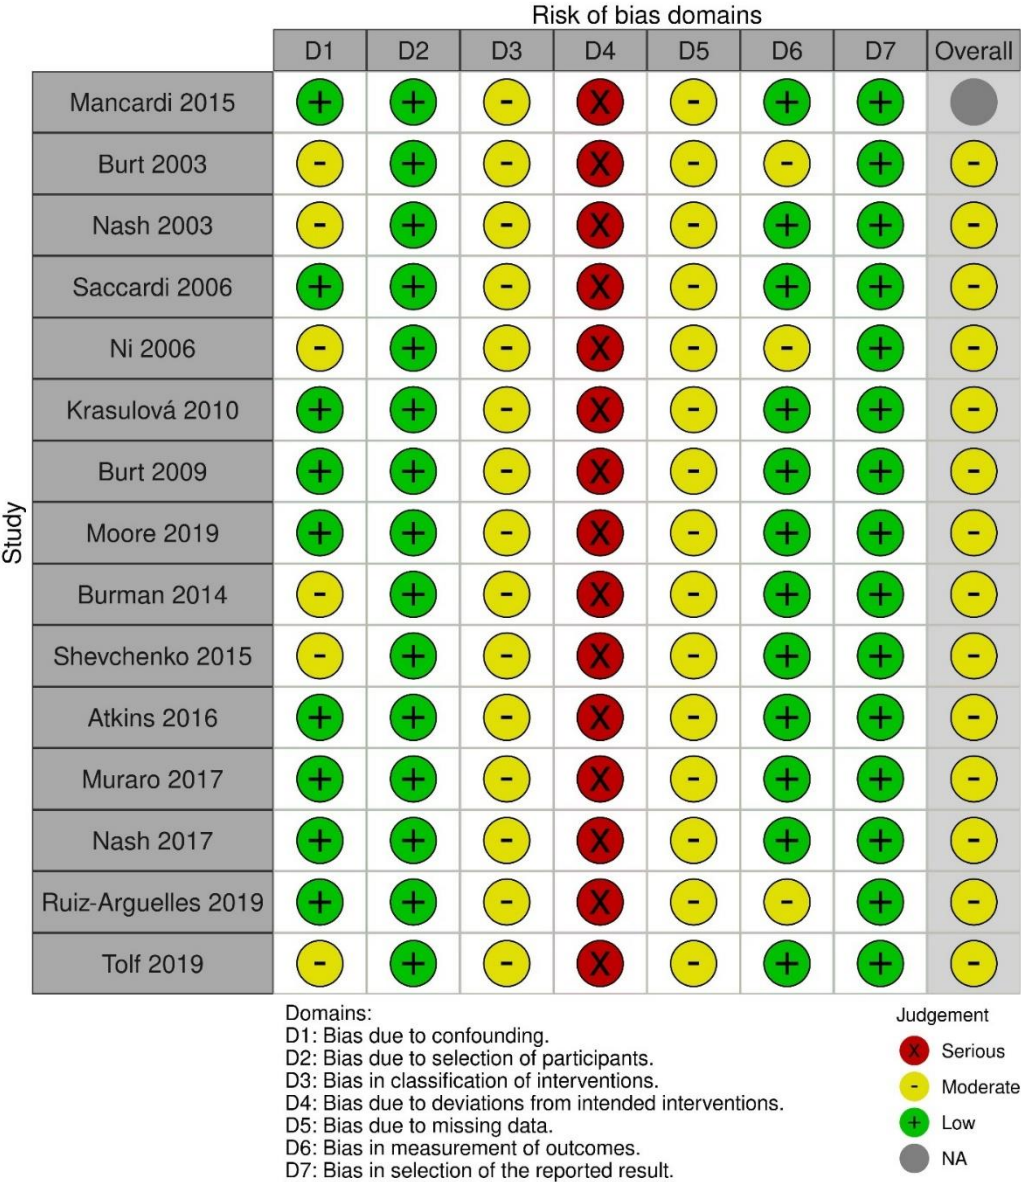 Risk of bias domains
D1 D2 D3 D4 D5 D6 D7 Overall
Mancardi 2015 + + - X - + +
Burt 2003 - + - X - - + -
Nash 2003 - + - X - + + -
Saccardi 2006 + + - X - + + -
Ni 2006 - + - X - - + -
Krasulová 2010 + + - X - + + -
Burt 2009 + + - X - + + -
Moore 2019 + + - X - + + -
Burman 2014 - + - X - + + -
Shevchenko 2015 - + - X - + + -
Atkins 2016 + + - X - + + -
Muraro 2017 + + - X - + + -
Nash 2017 + + - X - + + -
Ruiz-Arguelles 2019 + + - X - - + -
Tolf 2019 - + - X - + + -
Study
Domains:
D1: Bias due to confounding.
D2: Bias due to selection of participants.
D3: Bias in classification of interventions.
D4: Bias due to deviations from intended interventions.
D5: Bias due to missing data.
D6: Bias in measurement of outcomes.
D7: Bias in selection of the reported result.
Judgement
X Serious
- Moderate
+ Low
NA